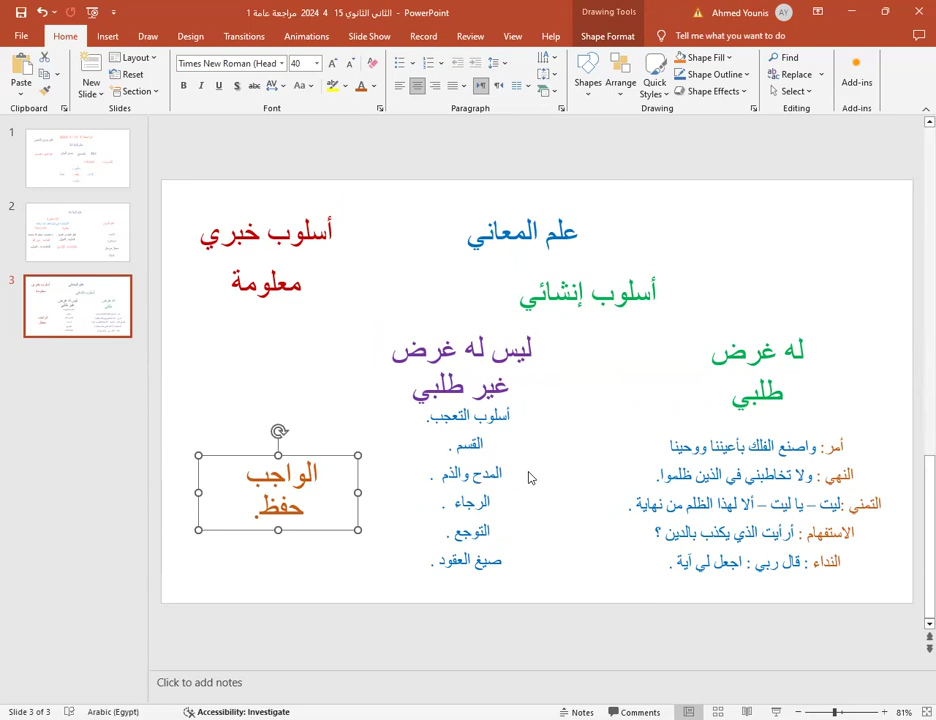 الثاني الثانوي 15  4  2024  مراجعة عامة 1 - PowerPoint
Drawing Tools
Ahmed Younis AY
File Home Insert Draw Design Transitions Animations Slide Show Record Review View Help Shape Format Tell me what you want to do
Paste
New Slide
Layout
Reset
Section
Times New Roman (Head 40
Shapes Arrange Quick Styles
Shape Fill
Shape Outline
Shape Effects
Find
Replace
Select
Add-ins
Clipboard Slides Font Paragraph Drawing Editing Add-ins
1
2
3
علم المعاني
أسلوب خبري
معلومة
أسلوب إنشائي
له غرض
طلبي
أمر: واصنع الفلك بأعيننا ووحينا
النهي: ولا تخاطبني في الذين ظلموا.
التمني :ليت – يا ليت – ألا لهذا الظلم من نهاية .
الاستفهام : أرأيت الذي يكذب بالدين ؟
النداء : قال ربي : اجعل لي آية .
ليس له غرض
غير طلبي
أسلوب التعجب.
القسم .
المدح والذم .
الرجاء .
التوجع .
صيغ العقود .
الواجب
حفظ.
Click to add notes
Slide 3 of 3 Arabic (Egypt) Accessibility: Investigate Notes Comments 81%